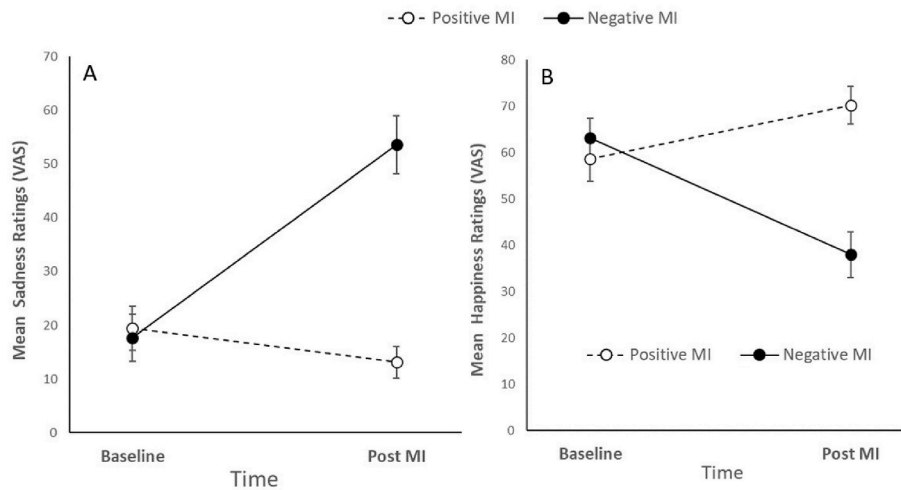 Positive MI Negative MI
A
Mean Sadness Ratings (VAS)
70
60
50
40
30
20
10
0
Baseline Post MI
Time
B
Mean Happiness Ratings (VAS)
80
70
60
50
40
30
20
10
0
Positive MI Negative MI
Baseline Post MI
Time